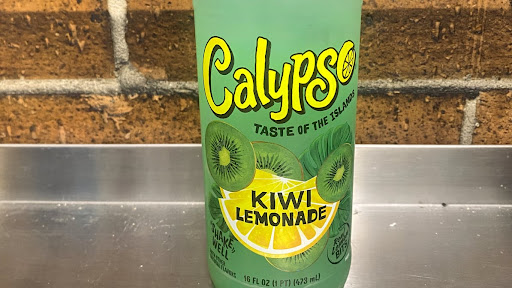 Calypso
TASTE OF THE ISLANDS
KIWI
LEMONADE
SHAKE
WELL
16 FL OZ (1 PT) (473 mL)